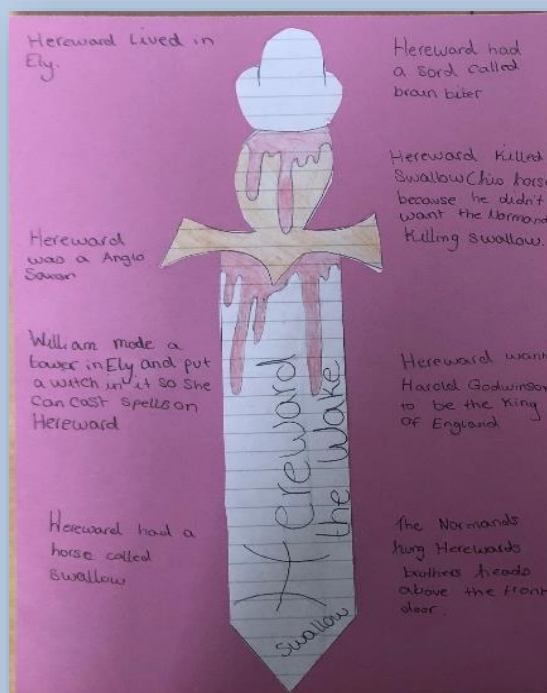 Hereward Lived in
Ely.
Hereward had
a sord called
brain biter
Hereward killed
Swallow (his horse
because he didn't
want the Normand
killing swallow.
Hereward
was a Anglo
Saxan
William made a
tower in Ely and put
a witch in it so she
can cast spells on
Hereward
Hereward want
Harold Godwinson
to be the King
of England
Hereward had a
horse called
swallow
The Normands
hung Herewards
brothers heads
above the front
door.
Hereward
the Wake
Swallow